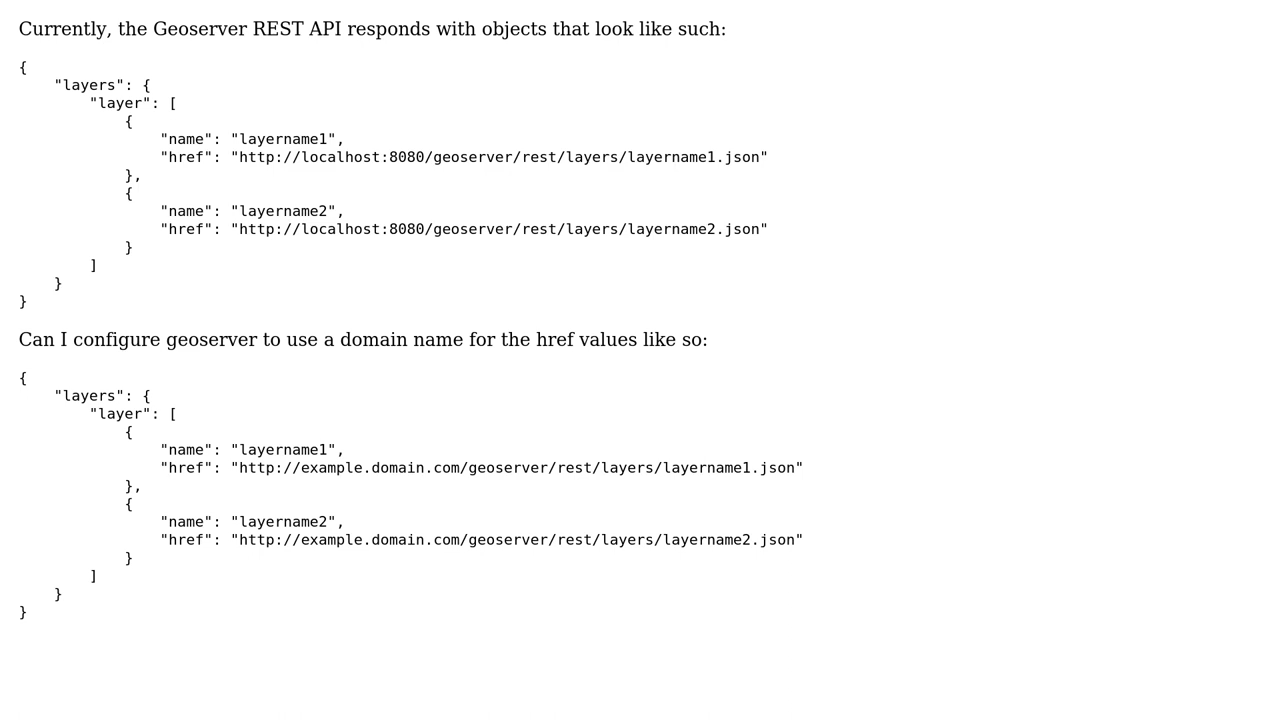 Currently, the Geoserver REST API responds with objects that look like such:
{
    "layers": {
        "layer": [
            {
                "name": "layername1",
                "href": "http://localhost:8080/geoserver/rest/layers/layername1.json"
            },
            {
                "name": "layername2",
                "href": "http://localhost:8080/geoserver/rest/layers/layername2.json"
            }
        ]
    }
}
Can I configure geoserver to use a domain name for the href values like so:
{
    "layers": {
        "layer": [
            {
                "name": "layername1",
                "href": "http://example.domain.com/geoserver/rest/layers/layername1.json"
            },
            {
                "name": "layername2",
                "href": "http://example.domain.com/geoserver/rest/layers/layername2.json"
            }
        ]
    }
}